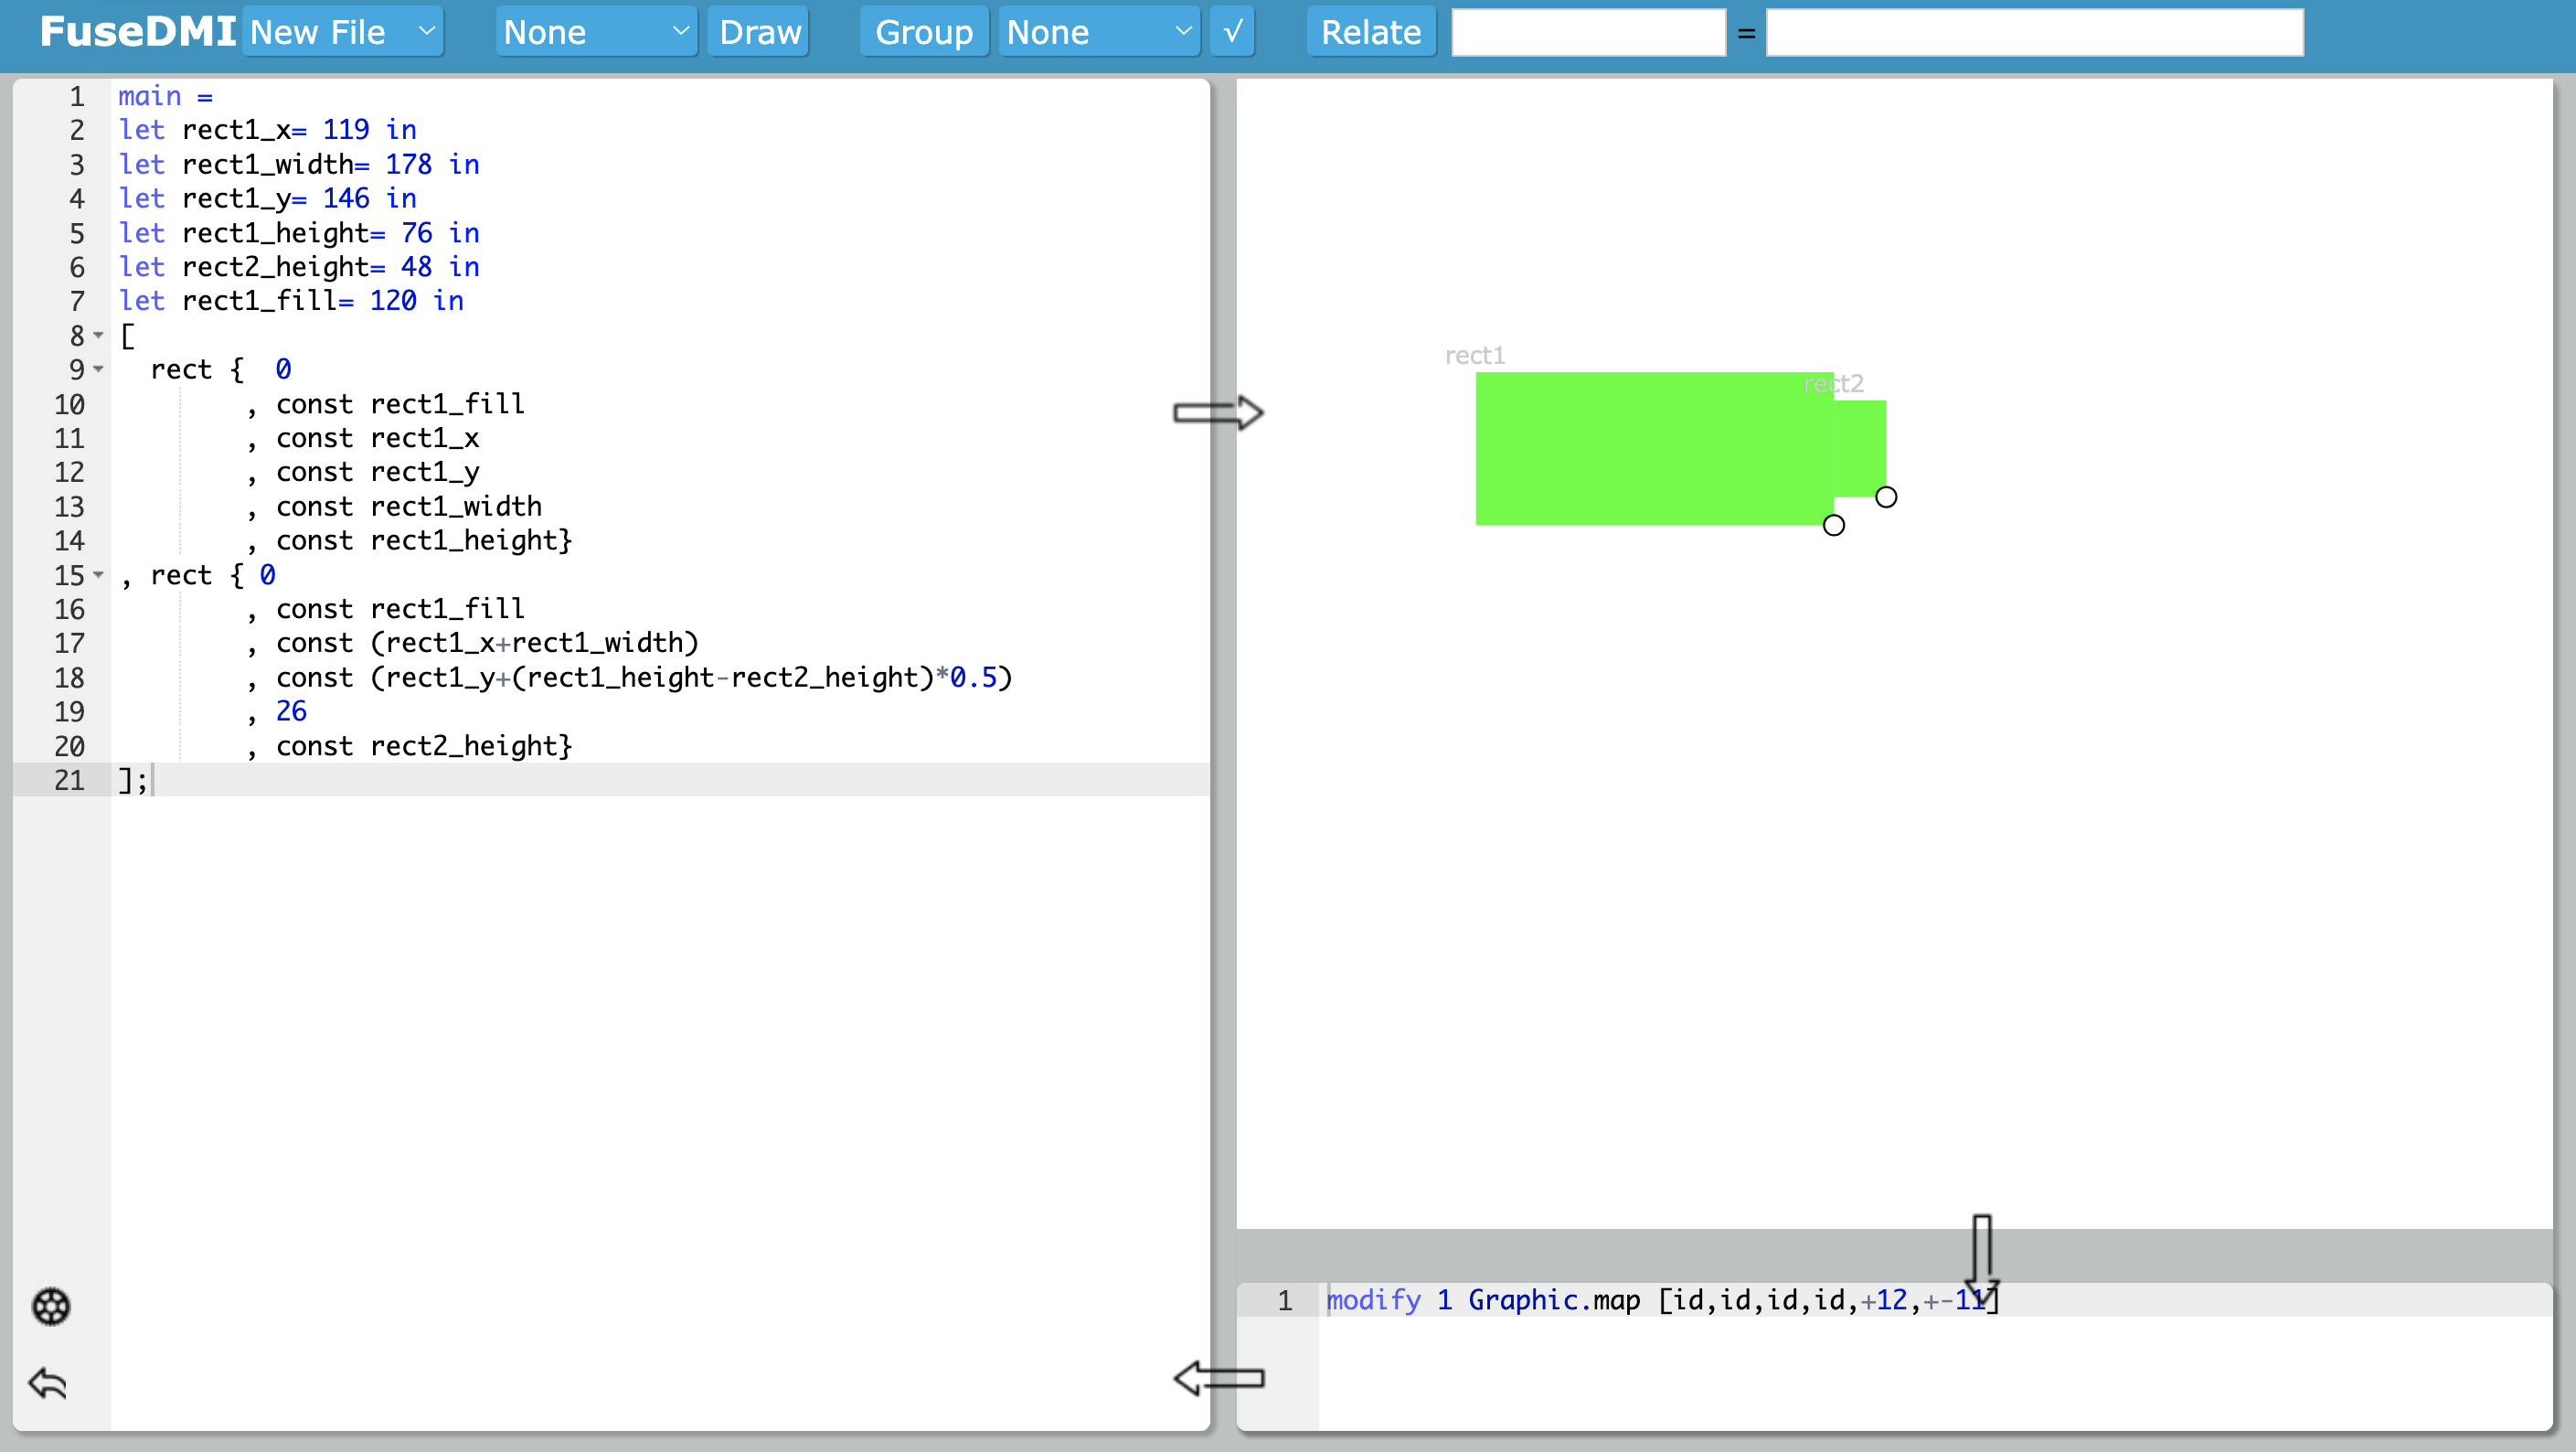 FuseDMI New File None Draw Group None √ Relate =
1 main =
2 let rect1_x= 119 in
3 let rect1_width= 178 in
4 let rect1_y= 146 in
5 let rect1_height= 76 in
6 let rect2_height= 48 in
7 let rect1_fill= 120 in
8 [
9 rect { 0
10 , const rect1_fill
11 , const rect1_x
12 , const rect1_y
13 , const rect1_width
14 , const rect1_height}
15 , rect { 0
16 , const rect1_fill
17 , const (rect1_x+rect1_width)
18 , const (rect1_y+(rect1_height-rect2_height)*0.5)
19 , 26
20 , const rect2_height}
21 ];
rect1
rect2
1 modify 1 Graphic.map [id,id,id,id,+12,+-11]